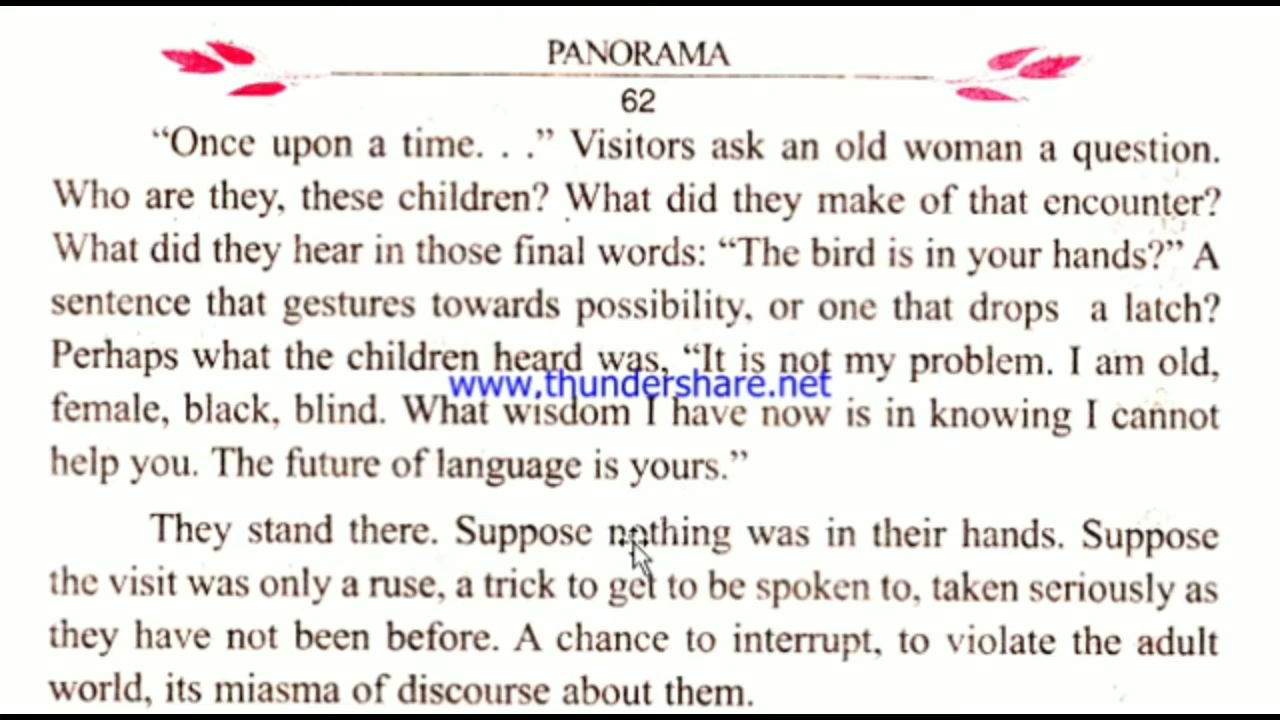 PANORAMA
62
“Once upon a time. . .” Visitors ask an old woman a question.
Who are they, these children? What did they make of that encounter?
What did they hear in those final words: “The bird is in your hands?” A
sentence that gestures towards possibility, or one that drops a latch?
Perhaps what the children heard was, “It is not my problem. I am old,
www.thundershare.net
female, black, blind. What wisdom I have now is in knowing I cannot
help you. The future of language is yours.”
They stand there. Suppose nothing was in their hands. Suppose
the visit was only a ruse, a trick to get to be spoken to, taken seriously as
they have not been before. A chance to interrupt, to violate the adult
world, its miasma of discourse about them.